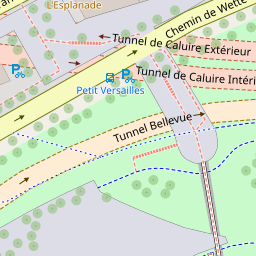 L'Esplanade
Chemin de Wette
Tunnel de Caluire Extérieur
Tunnel de Caluire Intéri
Petit Versailles
Tunnel Bellevue